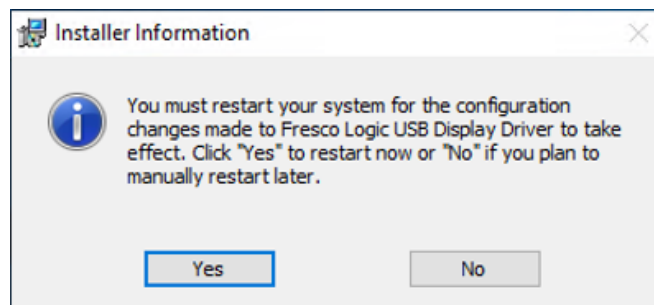 Installer Information
You must restart your system for the configuration
changes made to Fresco Logic USB Display Driver to take
effect. Click "Yes" to restart now or "No" if you plan to
manually restart later.
Yes
No